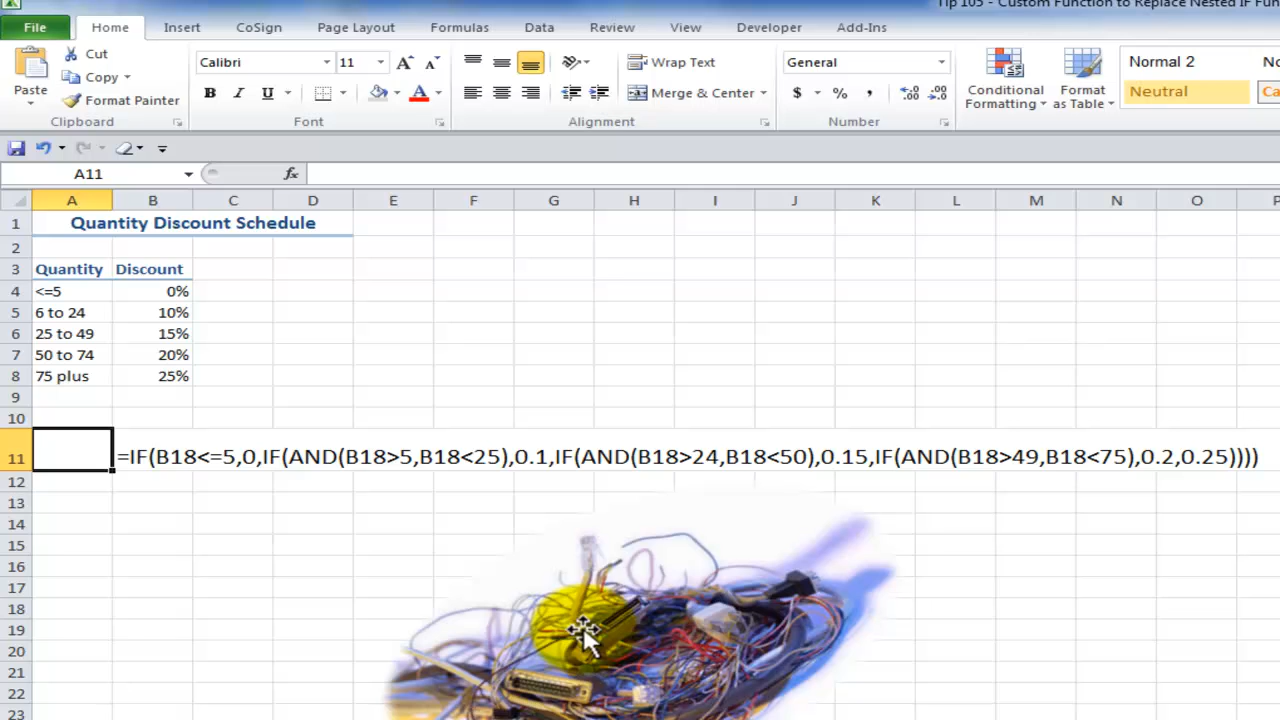 Tip 105 - Custom Function to Replace Nested IF Fun
File Home Insert CoSign Page Layout Formulas Data Review View Developer Add-Ins
Paste
Cut
Copy
Format Painter
Clipboard
Calibri 11
B I U
Font
Wrap Text
Merge & Center
Alignment
General
$ % ,
Number
Conditional Formatting
Format as Table
Normal 2
Neutral
A11 fx
A B C D E F G H I J K L M N O P
1 Quantity Discount Schedule
2
3 Quantity Discount
4 <=5 0%
5 6 to 24 10%
6 25 to 49 15%
7 50 to 74 20%
8 75 plus 25%
9
10
11 =IF(B18<=5,0,IF(AND(B18>5,B18<25),0.1,IF(AND(B18>24,B18<50),0.15,IF(AND(B18>49,B18<75),0.2,0.25))))
12
13
14
15
16
17
18
19
20
21
22
23